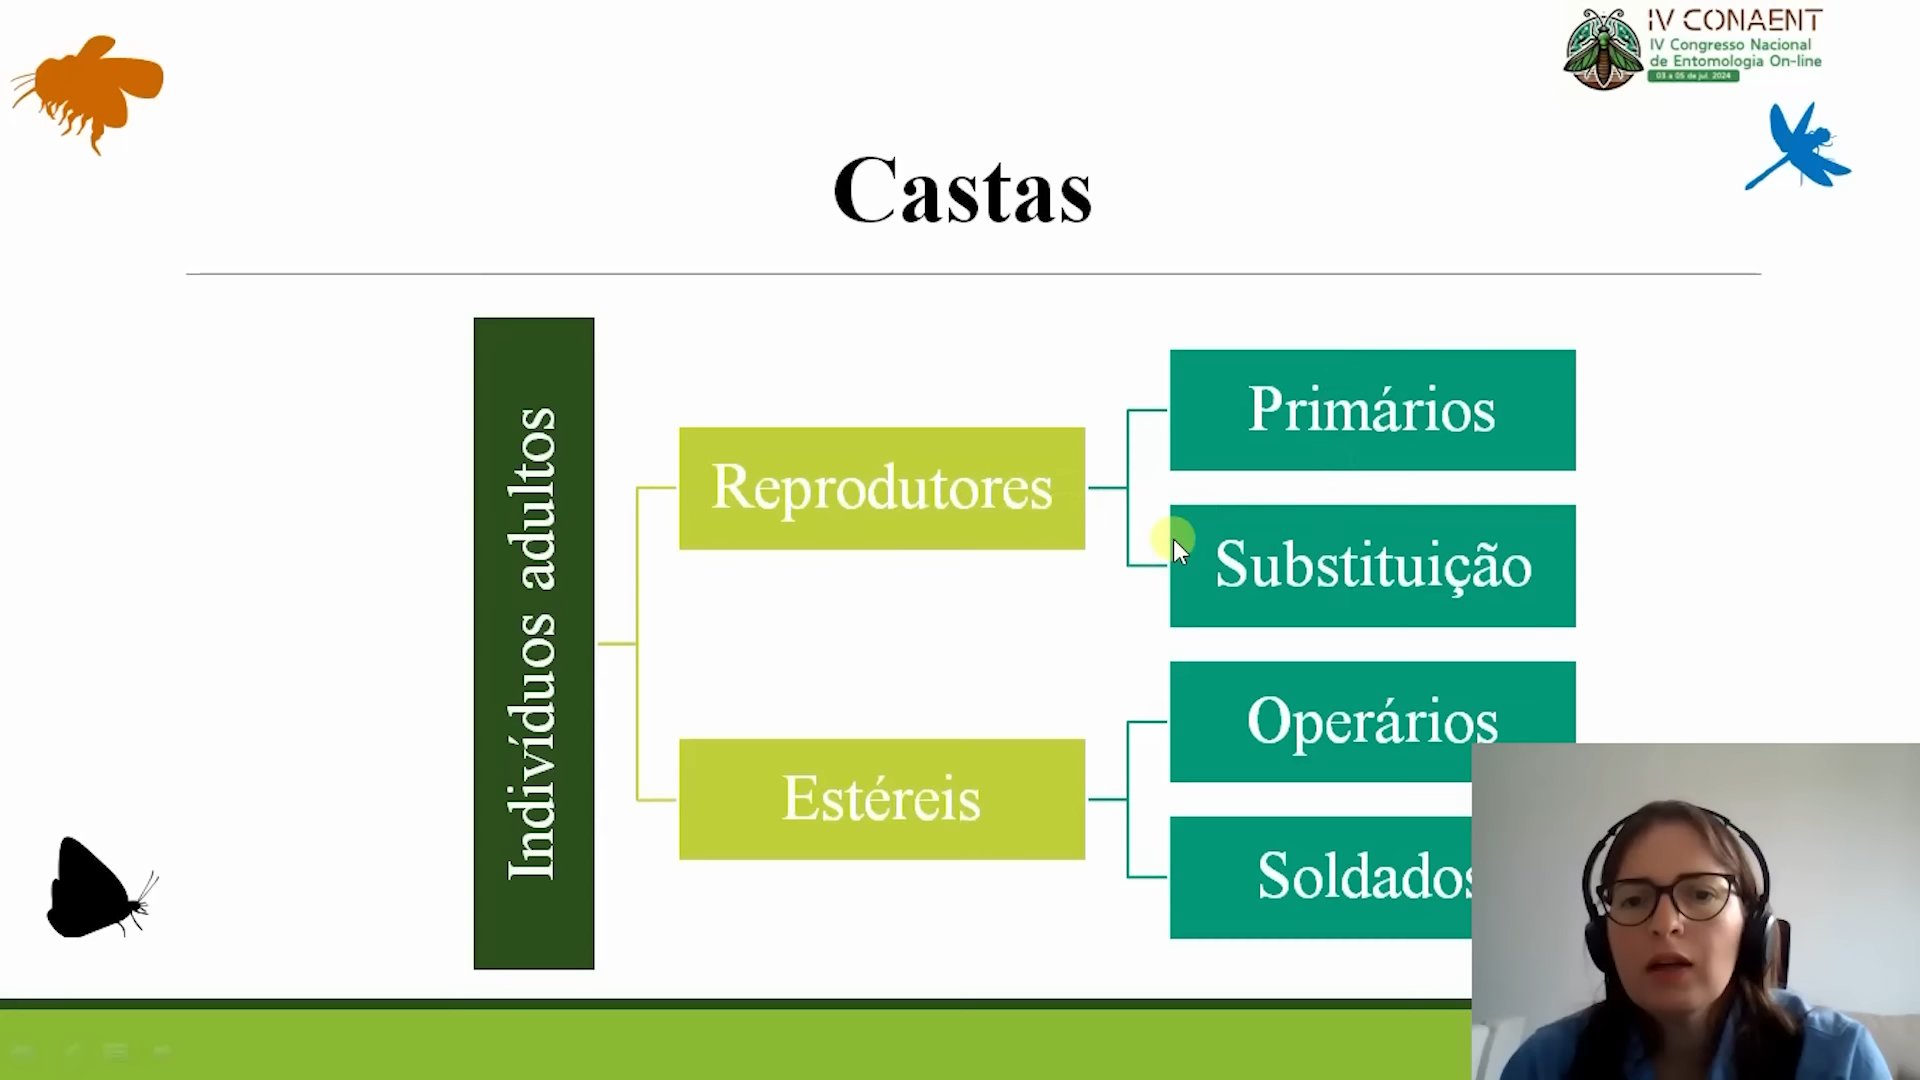 IV CONAENT
IV Congresso Nacional
de Entomologia On-line
03 a 05 de jul. 2024
Castas
Indivíduos adultos
Reprodutores
Primários
Substituição
Estéreis
Operários
Soldados